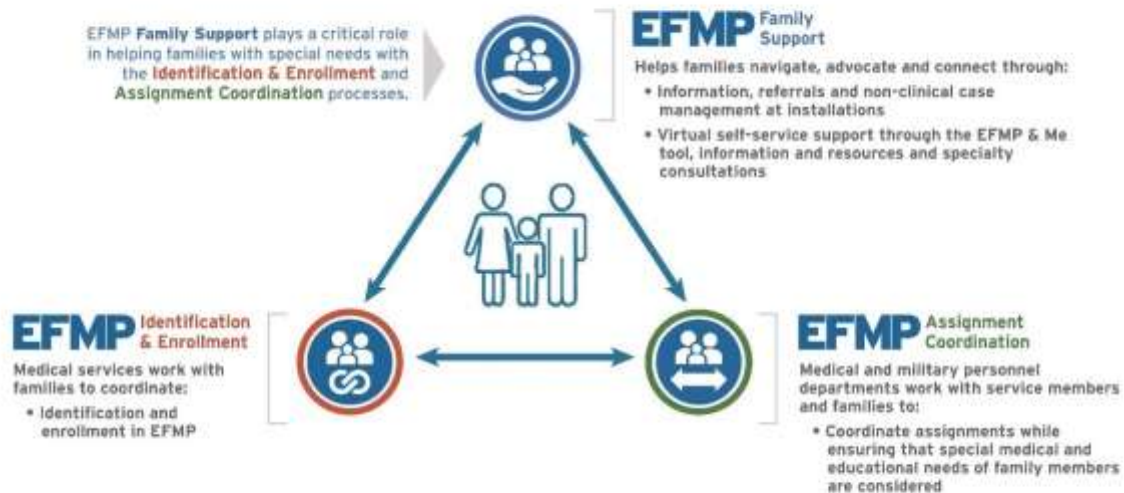 EFMP Family Support plays a critical role
in helping families with special needs with
the Identification & Enrollment and
Assignment Coordination processes.
EFMP Family
Support
Helps families navigate, advocate and connect through:
• Information, referrals and non-clinical case
management at installations
• Virtual self-service support through the EFMP & Me
tool, information and resources and specialty
consultations
EFMP Identification
& Enrollment
Medical services work with
families to coordinate:
• Identification and
enrollment in EFMP
EFMP Assignment
Coordination
Medical and military personnel
departments work with service members
and families to:
• Coordinate assignments while
ensuring that special medical and
educational needs of family members
are considered